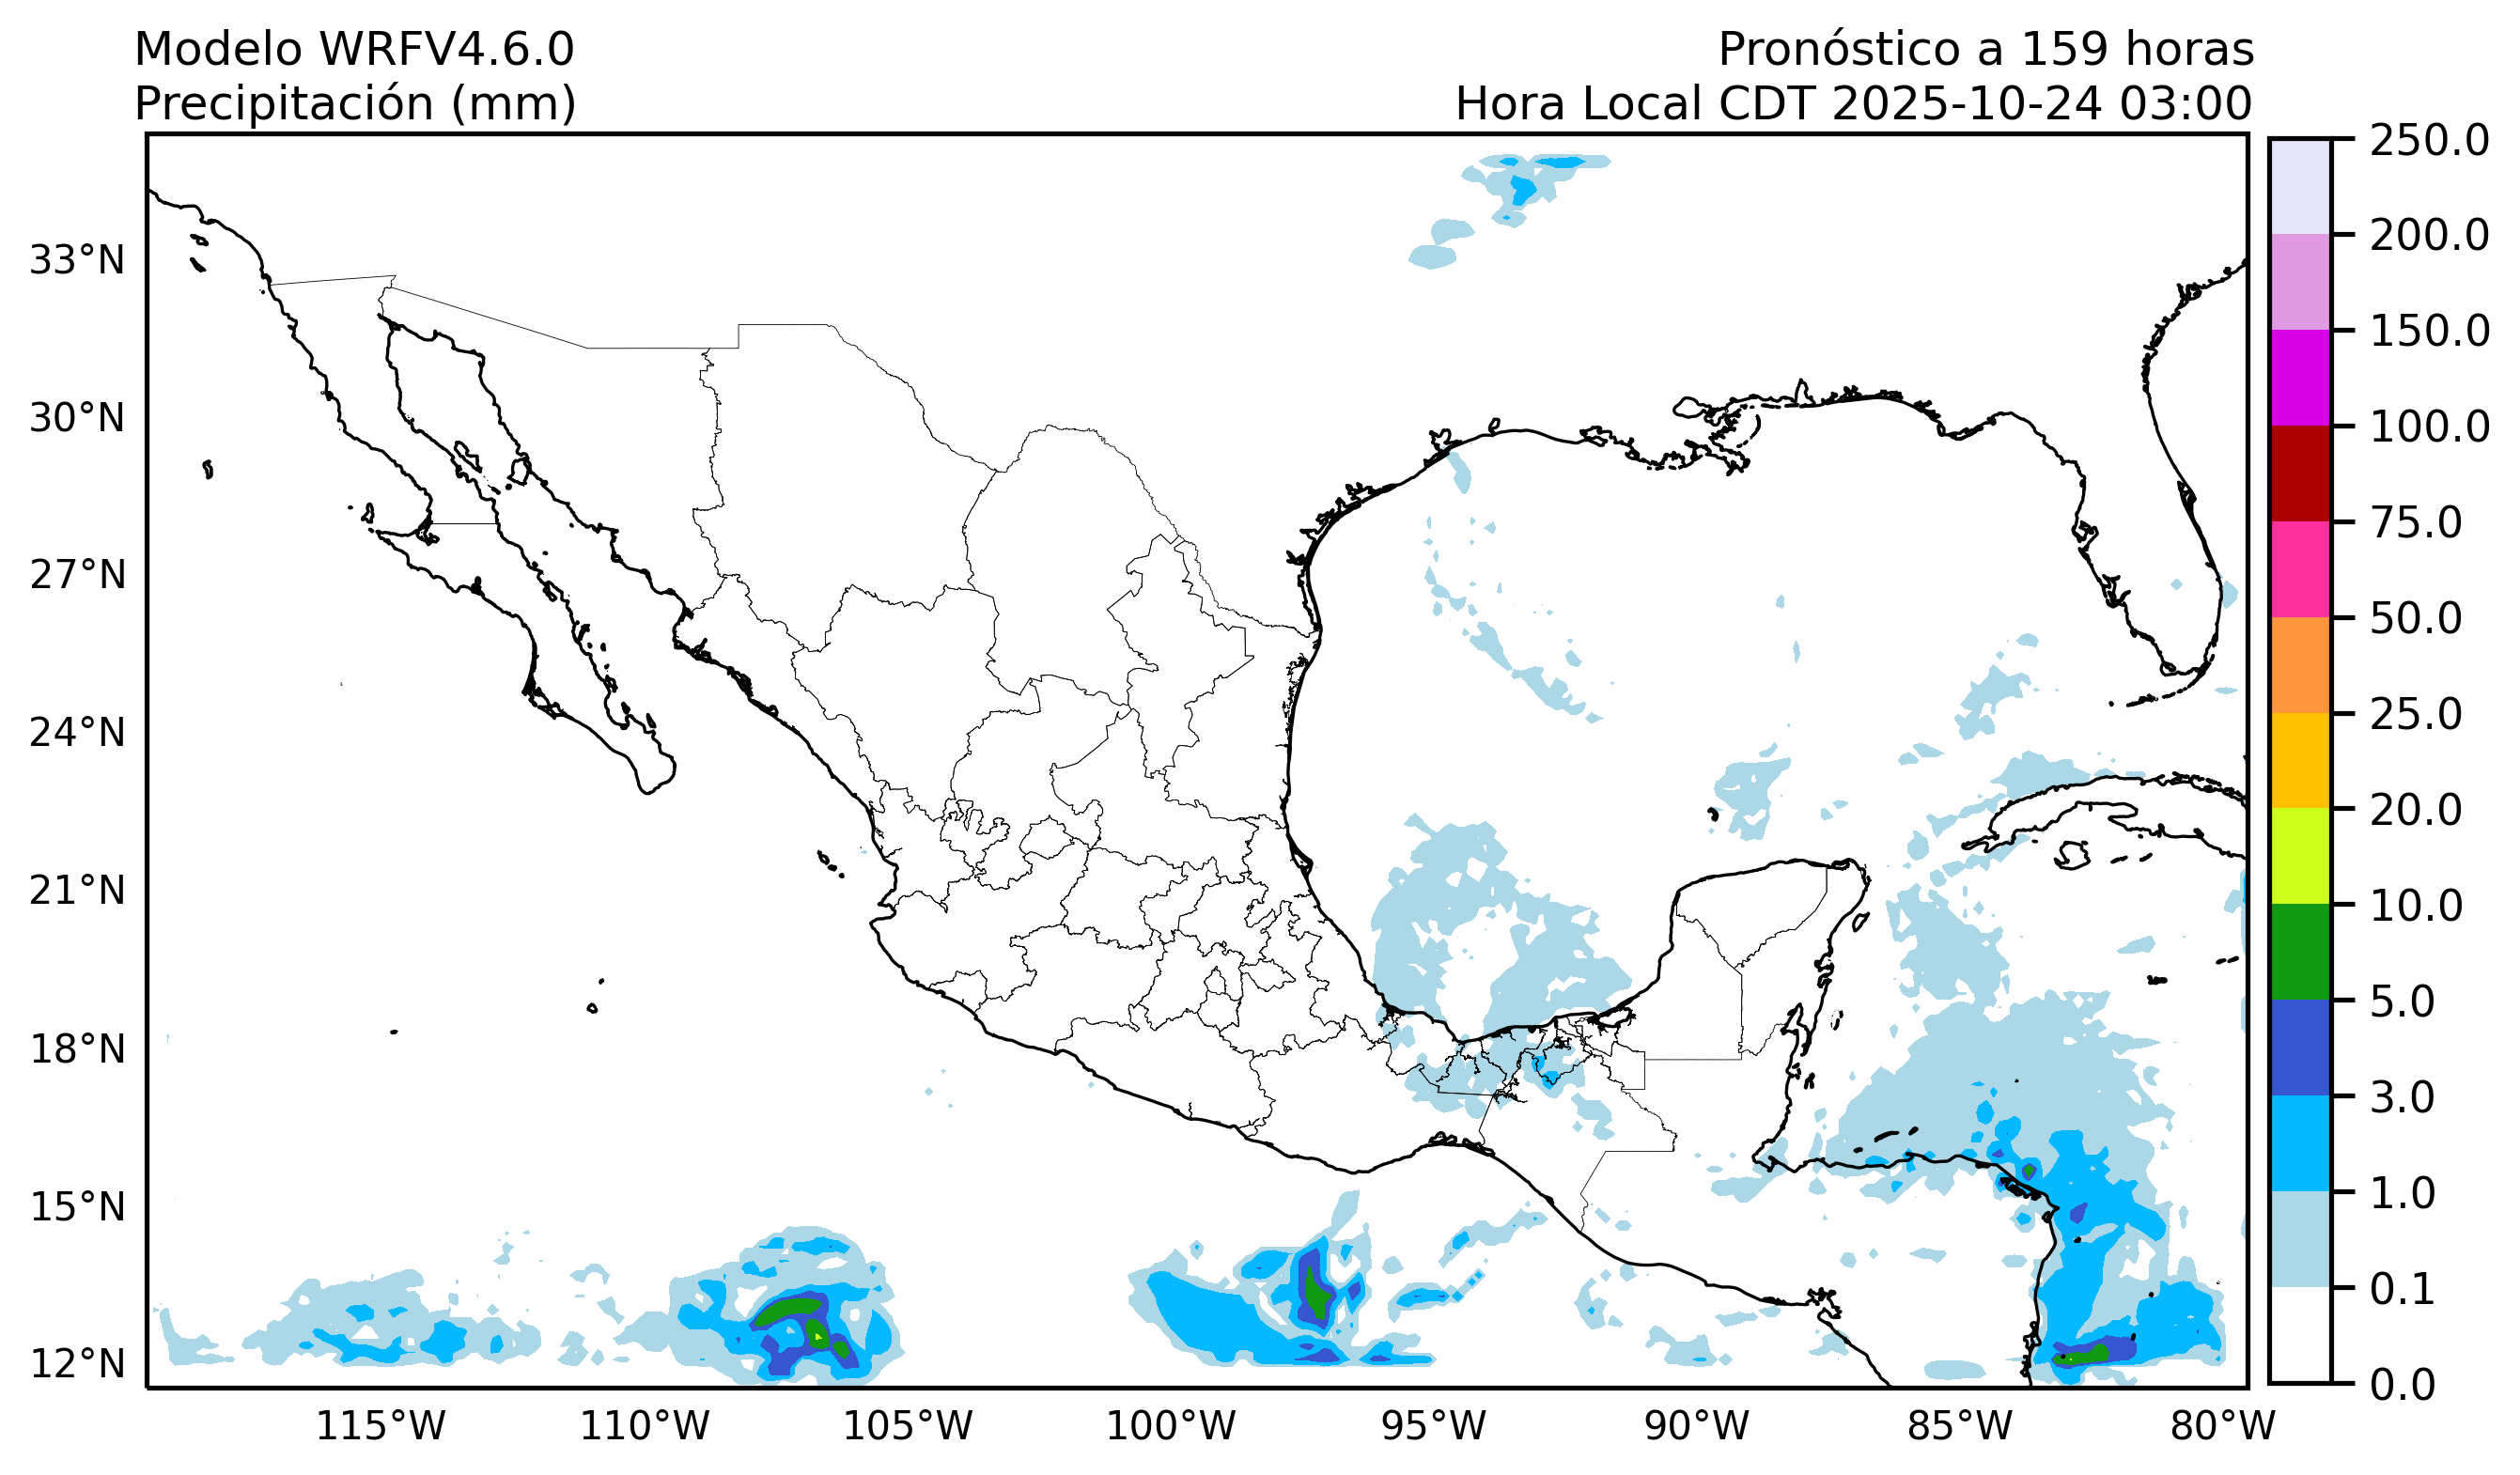 Modelo WRFV4.6.0
Precipitación (mm)
Pronóstico a 159 horas
Hora Local CDT 2025-10-24 03:00
33°N
30°N
27°N
24°N
21°N
18°N
15°N
12°N
115°W
110°W
105°W
100°W
95°W
90°W
85°W
80°W
250.0
200.0
150.0
100.0
75.0
50.0
25.0
20.0
10.0
5.0
3.0
1.0
0.1
0.0